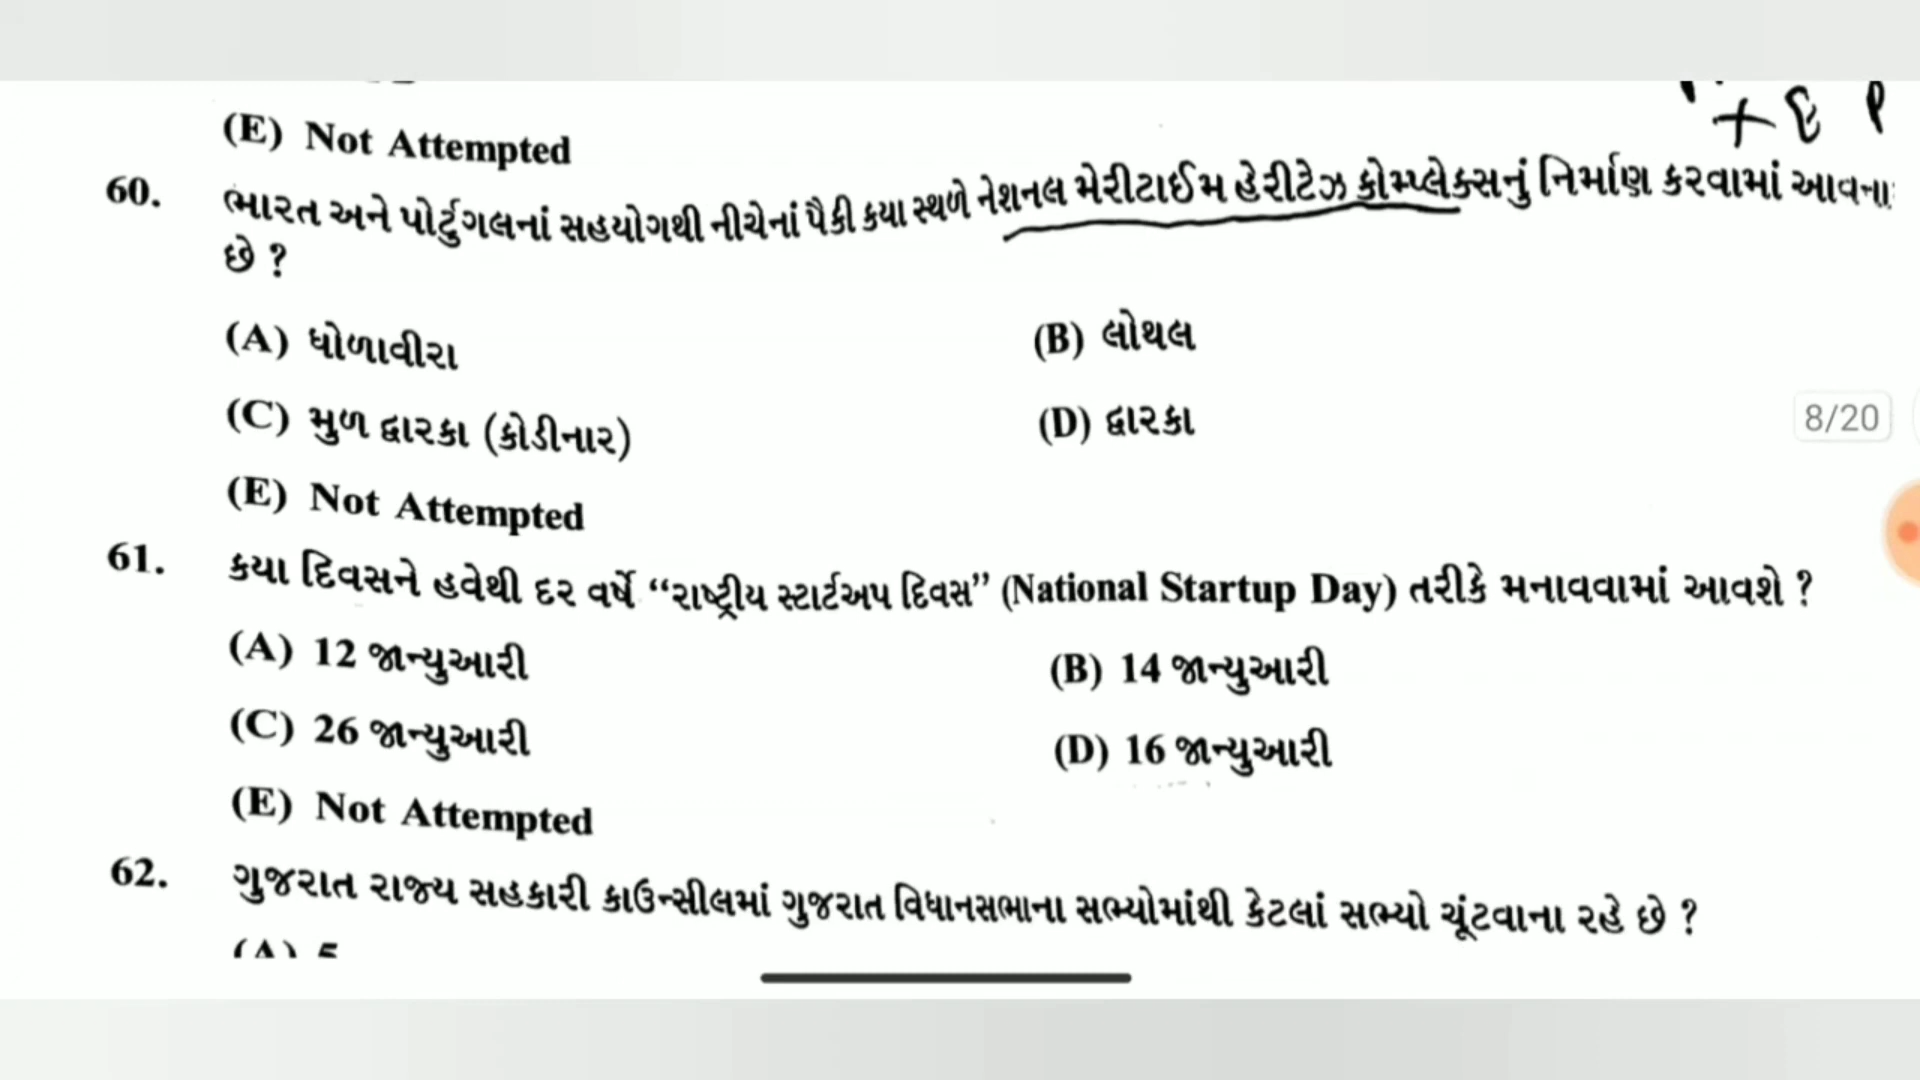 (E) Not Attempted
60. ભારત અને પોર્ટુગલનાં સહયોગથી નીચેનાં પૈકી કયા સ્થળે નેશનલ મેરીટાઈમ હેરીટેઝ કોમ્પ્લેક્સનું નિર્માણ કરવામાં આવનાર
છે ?
(A) ધોળાવીરા (B) લોથલ
(C) મુળ દ્વારકા (કોડીનાર) (D) દ્વારકા
8/20
(E) Not Attempted
61. કયા દિવસને હવેથી દર વર્ષે “રાષ્ટ્રીય સ્ટાર્ટઅપ દિવસ” (National Startup Day) તરીકે મનાવવામાં આવશે ?
(A) 12 જાન્યુઆરી (B) 14 જાન્યુઆરી
(C) 26 જાન્યુઆરી (D) 16 જાન્યુઆરી
(E) Not Attempted
62. ગુજરાત રાજ્ય સહકારી કાઉન્સીલમાં ગુજરાત વિધાનસભાના સભ્યોમાંથી કેટલાં સભ્યો ચૂંટવાના રહે છે ?
(A) 5